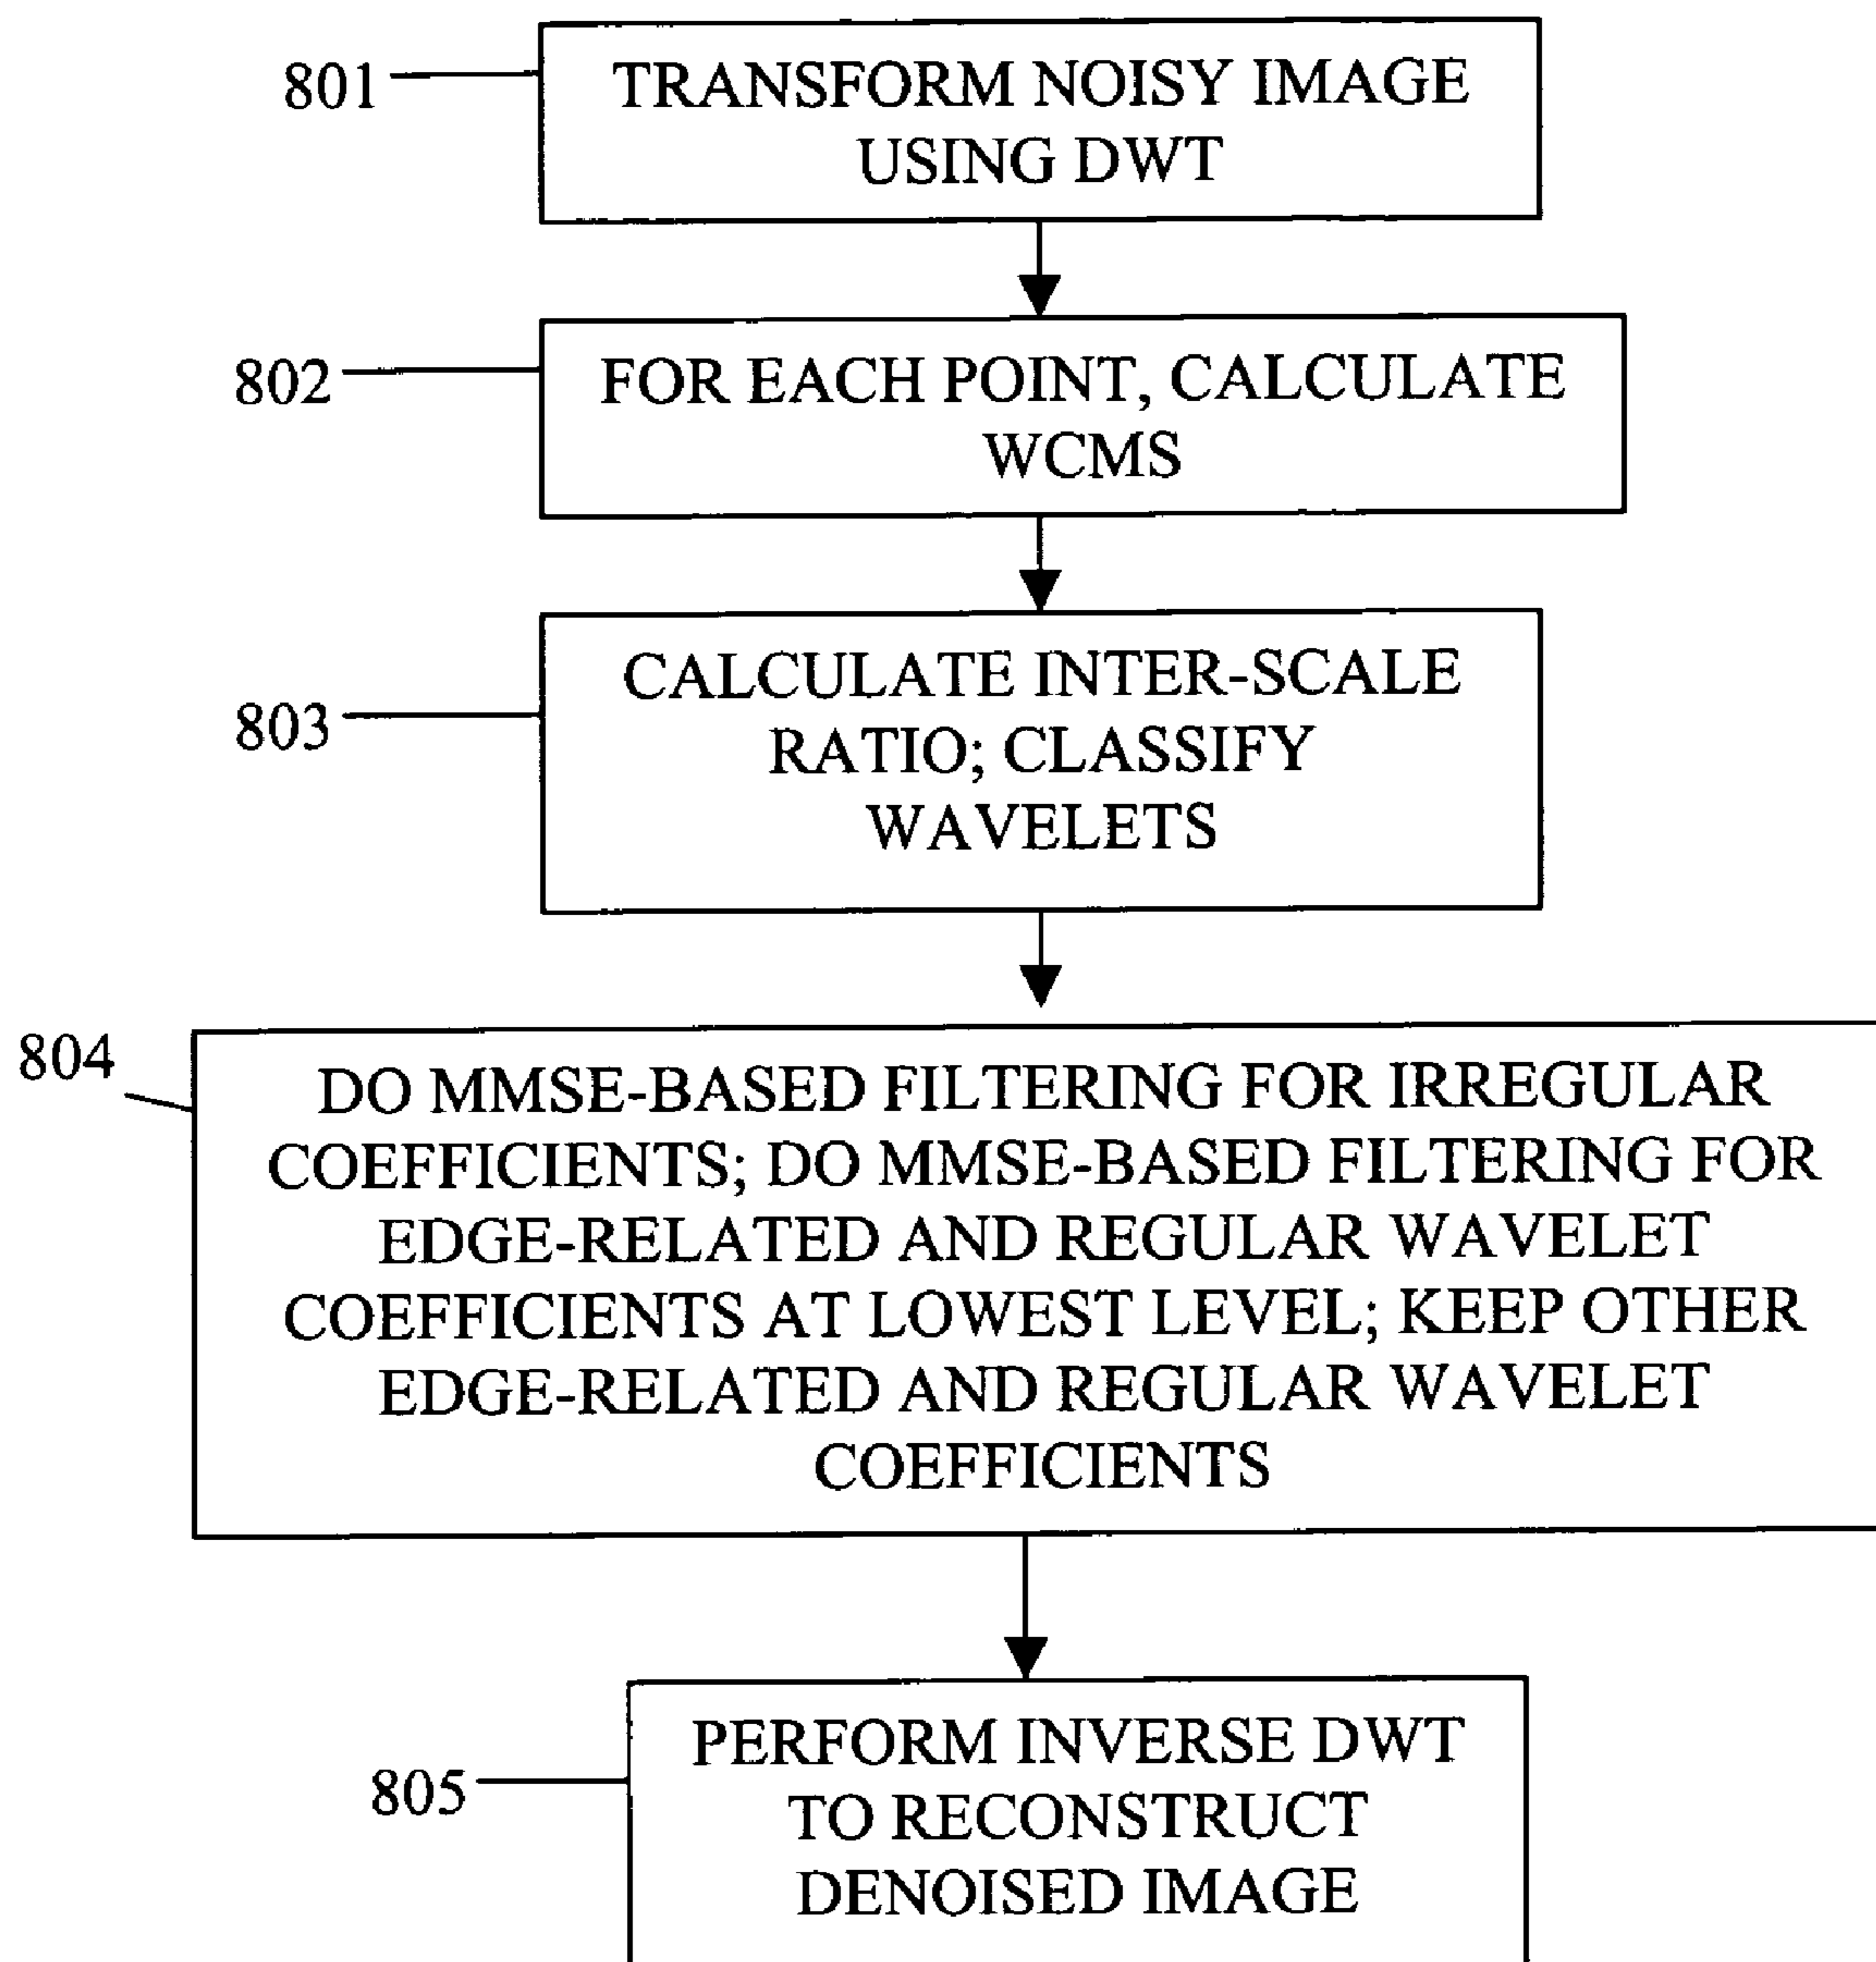 801
TRANSFORM NOISY IMAGE
USING DWT
802
FOR EACH POINT, CALCULATE
WCMS
803
CALCULATE INTER-SCALE
RATIO; CLASSIFY
WAVELETS
804
DO MMSE-BASED FILTERING FOR IRREGULAR
COEFFICIENTS; DO MMSE-BASED FILTERING FOR
EDGE-RELATED AND REGULAR WAVELET
COEFFICIENTS AT LOWEST LEVEL; KEEP OTHER
EDGE-RELATED AND REGULAR WAVELET
COEFFICIENTS
805
PERFORM INVERSE DWT
TO RECONSTRUCT
DENOISED IMAGE